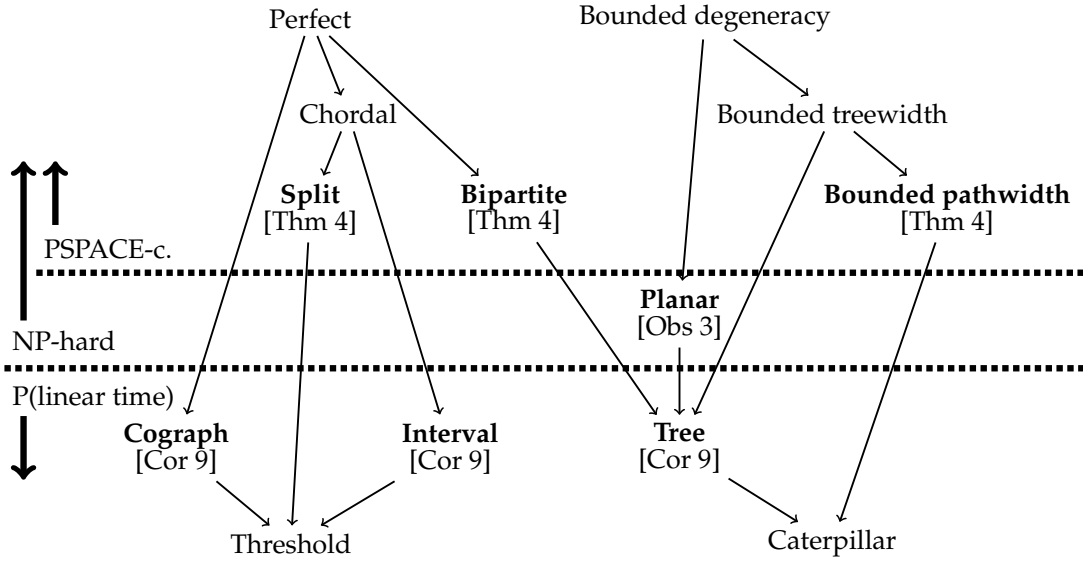 Perfect
Bounded degeneracy
Chordal
Bounded treewidth
Split
[Thm 4]
Bipartite
[Thm 4]
Bounded pathwidth
[Thm 4]
PSPACE-c.
Planar
[Obs 3]
NP-hard
P(linear time)
Cograph
[Cor 9]
Interval
[Cor 9]
Tree
[Cor 9]
Threshold
Caterpillar